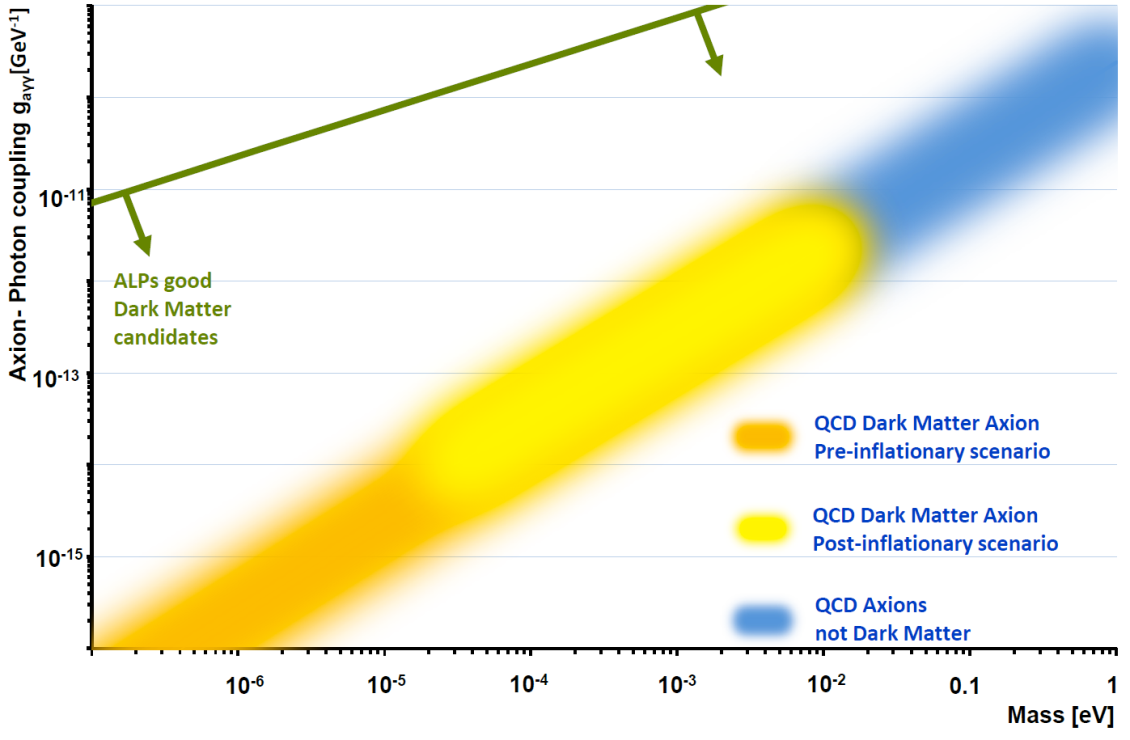 Axion- Photon coupling gaγγ[GeV-1]
10-11
10-13
10-15
ALPs good
Dark Matter
candidates
QCD Dark Matter Axion
Pre-inflationary scenario
QCD Dark Matter Axion
Post-inflationary scenario
QCD Axions
not Dark Matter
10-6
10-5
10-4
10-3
10-2
0.1
1
Mass [eV]